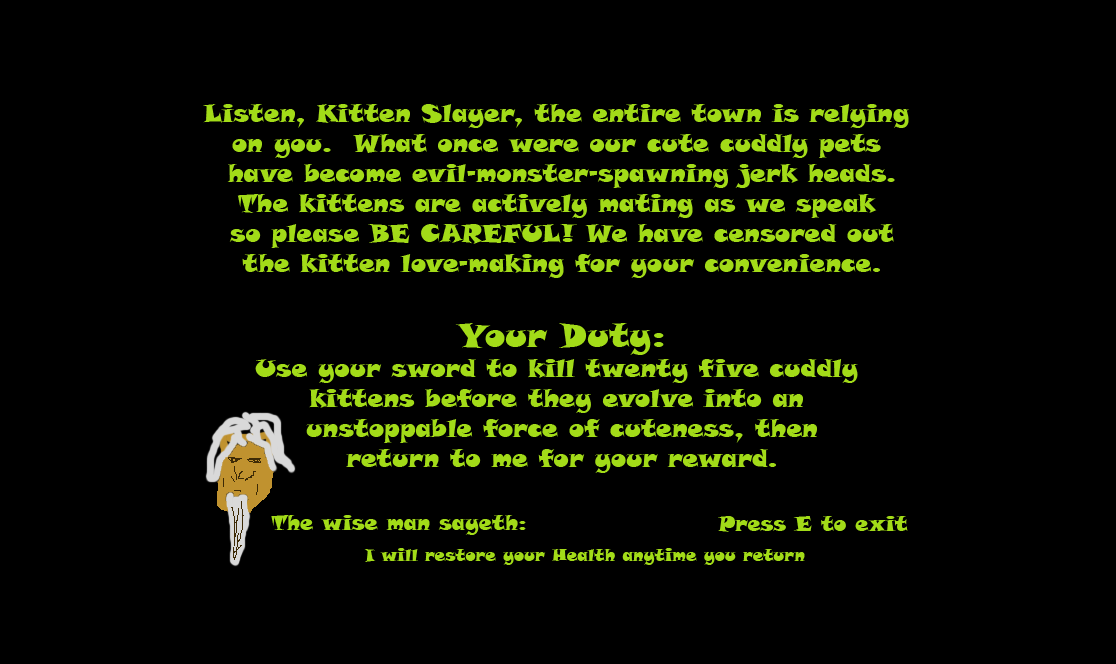 Listen, Kitten Slayer, the entire town is relying
on you.  What once were our cute cuddly pets
have become evil-monster-spawning jerk heads.
The kittens are actively mating as we speak
so please BE CAREFUL! We have censored out
the kitten love-making for your convenience.
Your Duty:
Use your sword to kill twenty five cuddly
kittens before they evolve into an
unstoppable force of cuteness, then
return to me for your reward.
The wise man sayeth:
Press E to exit
I will restore your Health anytime you return